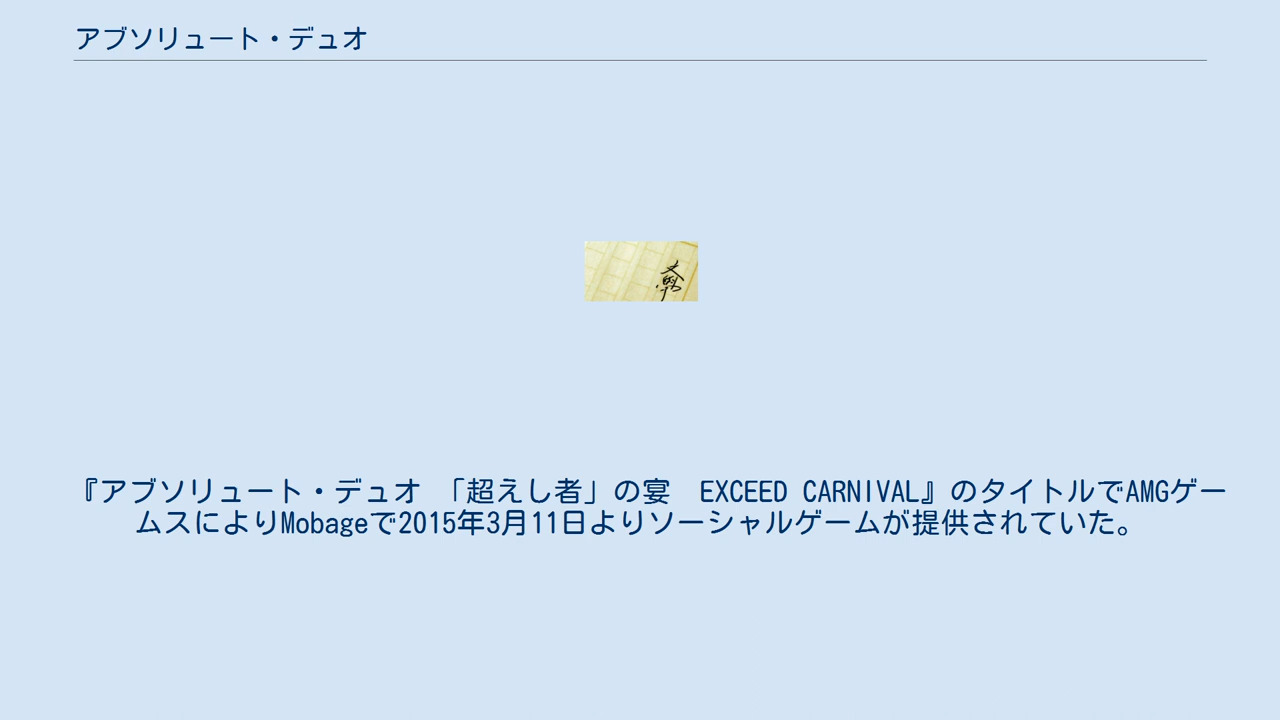 アブソリュート・デュオ
『アブソリュート・デュオ 「超えし者」の宴　EXCEED CARNIVAL』のタイトルでAMGゲー
ムスによりMobageで2015年3月11日よりソーシャルゲームが提供されていた。